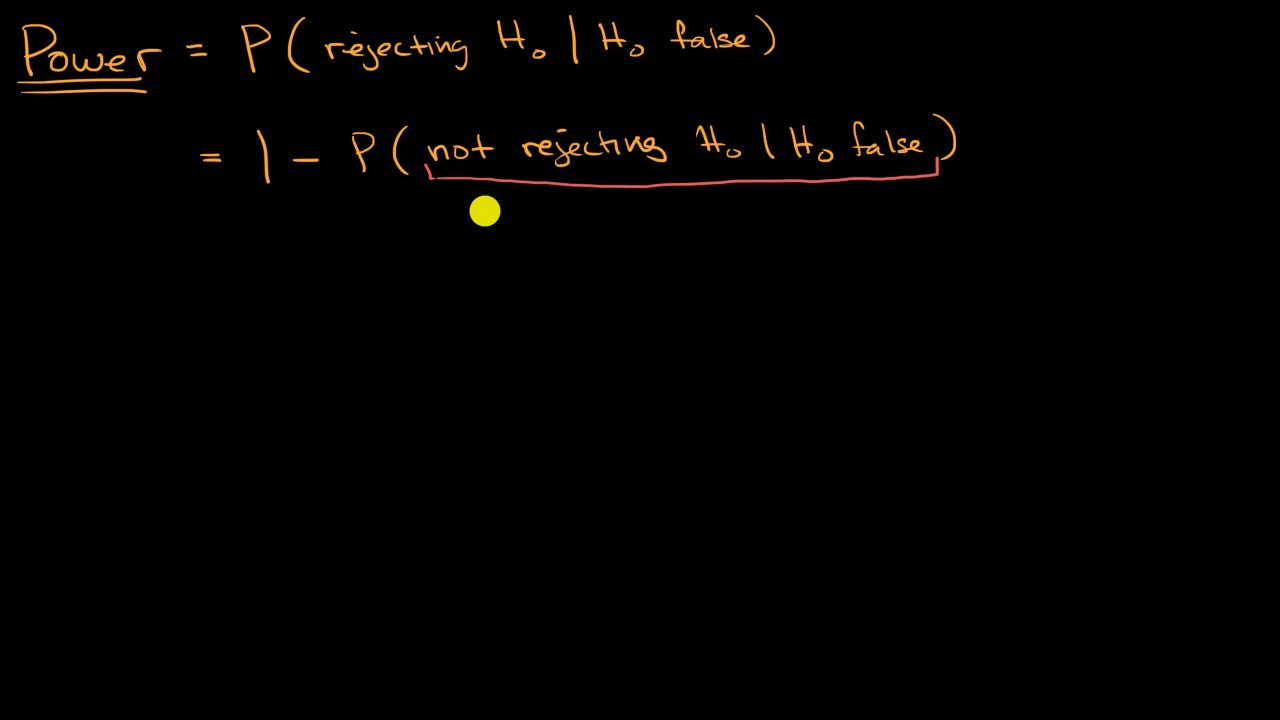 Power = P( rejecting H₀ | H₀ false)
= 1 - P( not rejecting H₀ | H₀ false)